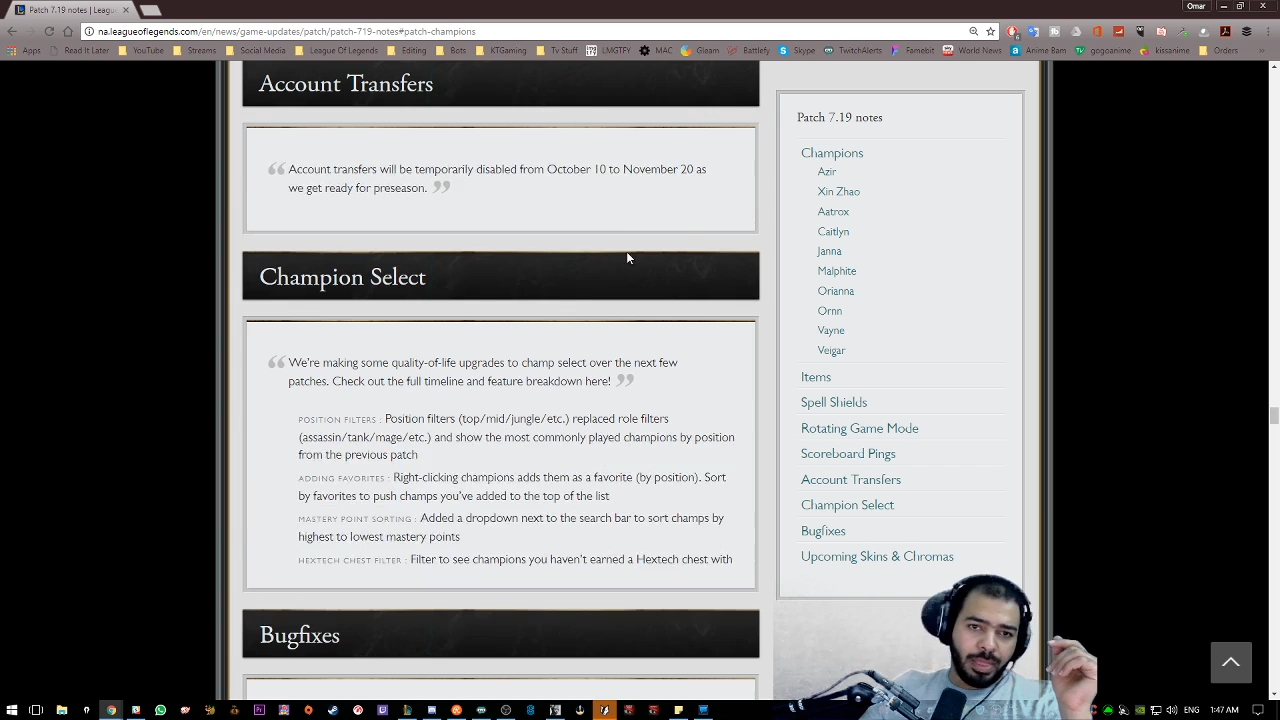 Patch 7.19 notes | Leagu
Omar
na.leagueoflegends.com/en/news/game-updates/patch/patch-719-notes#patch-champions
Apps Read It Later YouTube Streams Social Media League Of Legends Editing Bots KTGaming Tv Stuff LMGTFY MAC Gleam Battlefy Skype TwitchAlerts Famebit World News Anime Bam gogoanime kissanime Orders
Account Transfers
Account transfers will be temporarily disabled from October 10 to November 20 as
we get ready for preseason.
Champion Select
We're making some quality-of-life upgrades to champ select over the next few
patches. Check out the full timeline and feature breakdown here!
POSITION FILTERS : Position filters (top/mid/jungle/etc.) replaced role filters
(assassin/tank/mage/etc.) and show the most commonly played champions by position
from the previous patch
ADDING FAVORITES : Right-clicking champions adds them as a favorite (by position). Sort
by favorites to push champs you've added to the top of the list
MASTERY POINT SORTING : Added a dropdown next to the search bar to sort champs by
highest to lowest mastery points
HEXTECH CHEST FILTER : Filter to see champions you haven't earned a Hextech chest with
Bugfixes
Patch 7.19 notes
Champions
Azir
Xin Zhao
Aatrox
Caitlyn
Janna
Malphite
Orianna
Ornn
Vayne
Veigar
Items
Spell Shields
Rotating Game Mode
Scoreboard Pings
Account Transfers
Champion Select
Bugfixes
Upcoming Skins & Chromas
ENG 1:47 AM